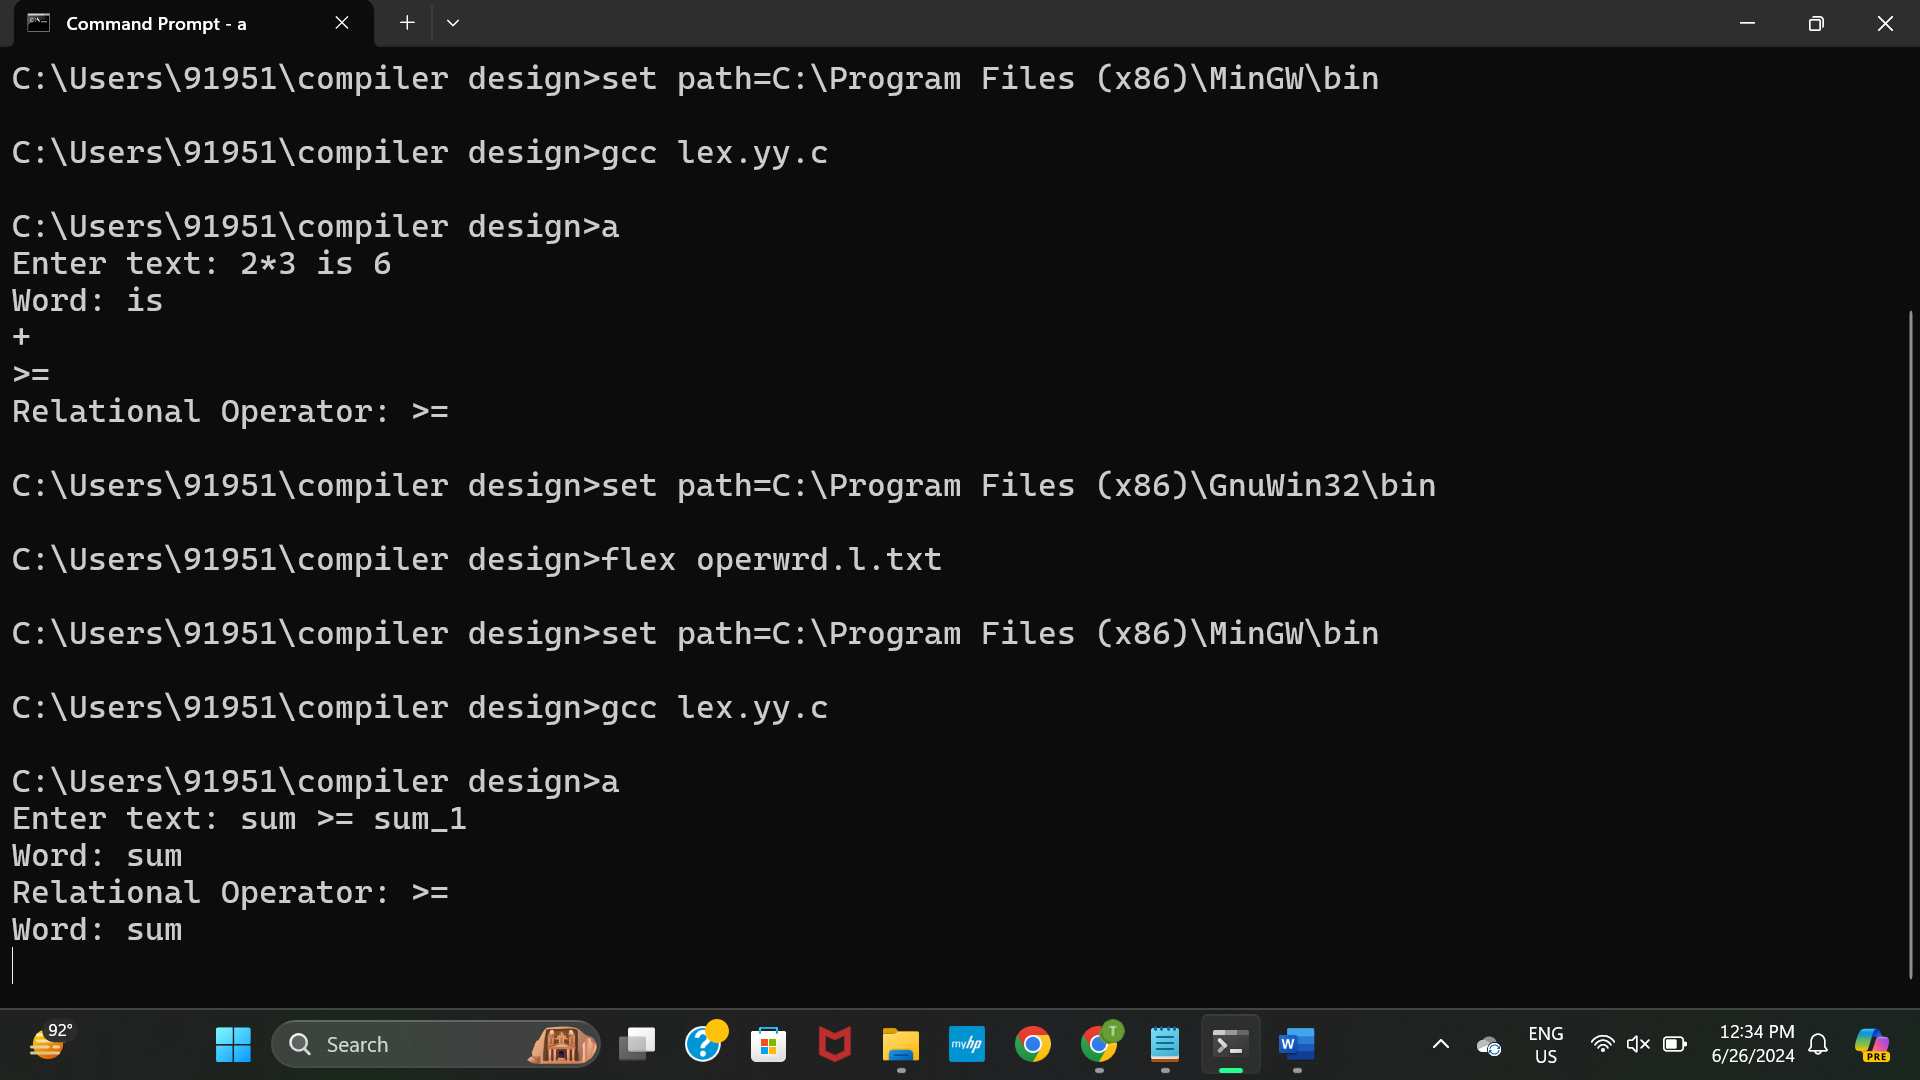 Command Prompt - a
C:\Users\91951\compiler design>set path=C:\Program Files (x86)\MinGW\bin
C:\Users\91951\compiler design>gcc lex.yy.c
C:\Users\91951\compiler design>a
Enter text: 2*3 is 6
Word: is
+
>=
Relational Operator: >=
C:\Users\91951\compiler design>set path=C:\Program Files (x86)\GnuWin32\bin
C:\Users\91951\compiler design>flex operwrd.l.txt
C:\Users\91951\compiler design>set path=C:\Program Files (x86)\MinGW\bin
C:\Users\91951\compiler design>gcc lex.yy.c
C:\Users\91951\compiler design>a
Enter text: sum >= sum_1
Word: sum
Relational Operator: >=
Word: sum
92°
Search
myhp
T
W
ENG
US
12:34 PM
6/26/2024
PRE